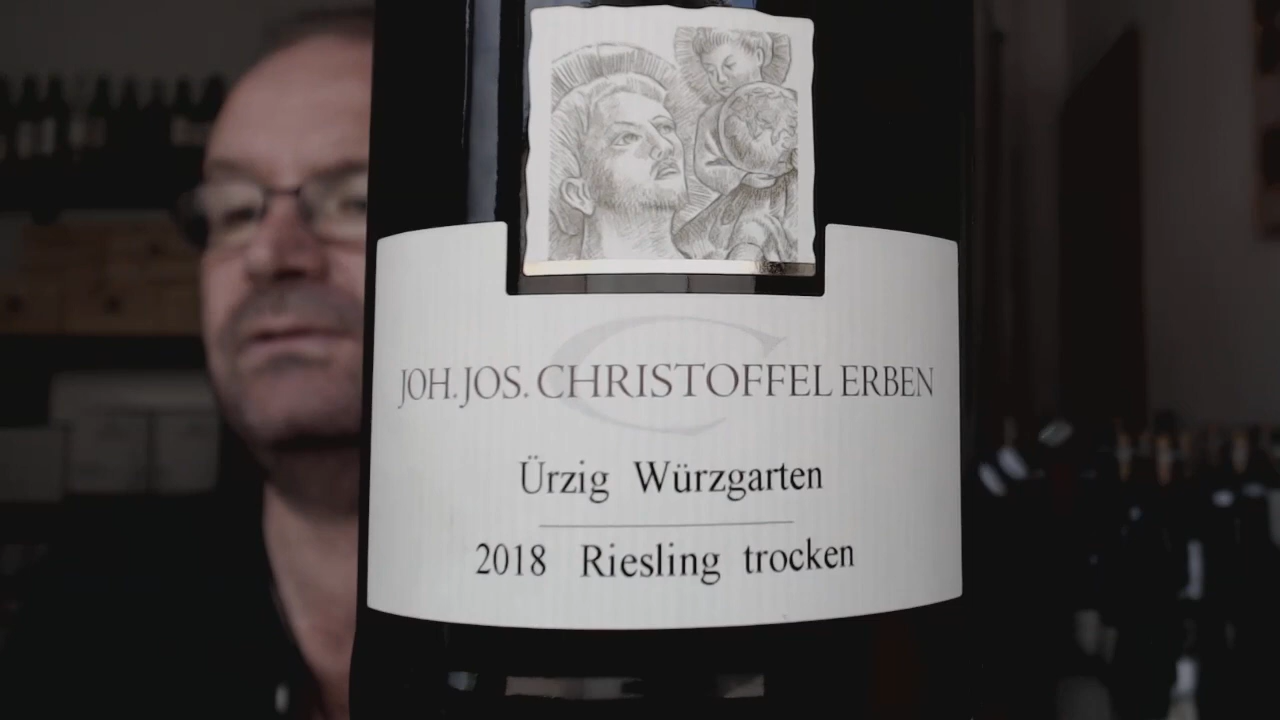 JOH. JOS. CHRISTOFFEL ERBEN
Ürzig Würzgarten
2018 Riesling trocken